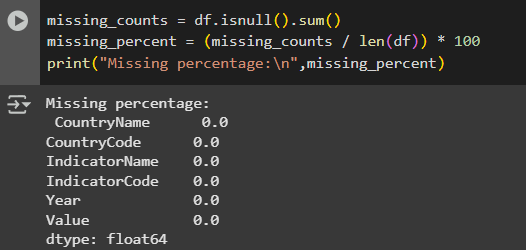 missing_counts = df.isnull().sum()
missing_percent = (missing_counts / len(df)) * 100
print("Missing percentage:\n",missing_percent)
Missing percentage:
 CountryName      0.0
CountryCode      0.0
IndicatorName    0.0
IndicatorCode    0.0
Year             0.0
Value            0.0
dtype: float64